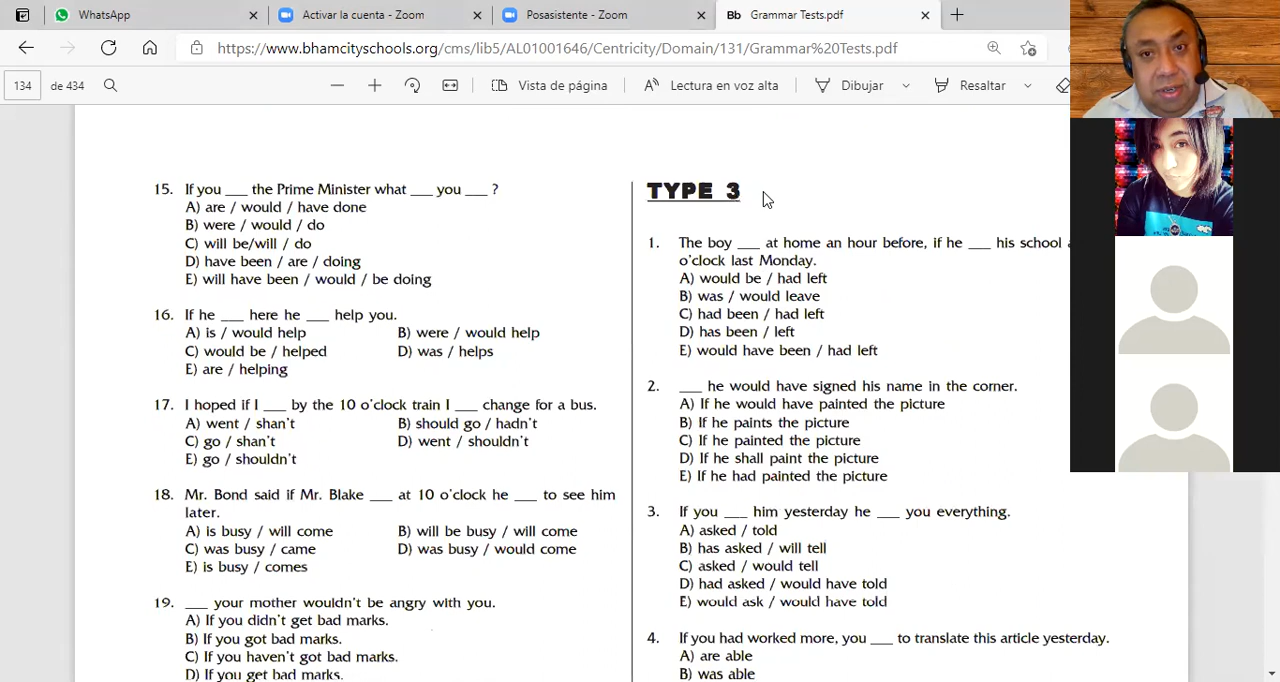 WhatsApp
Activar la cuenta - Zoom
Posasistente - Zoom
Bb Grammar Tests.pdf
https://www.bhamcityschools.org/cms/lib5/AL01001646/Centricity/Domain/131/Grammar%20Tests.pdf
134 de 434
Vista de página
Lectura en voz alta
Dibujar
Resaltar
15. If you ___ the Prime Minister what ___ you ___ ?
A) are / would / have done
B) were / would / do
C) will be/will / do
D) have been / are / doing
E) will have been / would / be doing
16. If he ___ here he ___ help you.
A) is / would help B) were / would help
C) would be / helped D) was / helps
E) are / helping
17. I hoped if I ___ by the 10 o'clock train I ___ change for a bus.
A) went / shan't B) should go / hadn't
C) go / shan't D) went / shouldn't
E) go / shouldn't
18. Mr. Bond said if Mr. Blake ___ at 10 o'clock he ___ to see him
later.
A) is busy / will come B) will be busy / will come
C) was busy / came D) was busy / would come
E) is busy / comes
19. ___ your mother wouldn't be angry with you.
A) If you didn't get bad marks.
B) If you got bad marks.
C) If you haven't got bad marks.
D) If you get bad marks.
TYPE 3
1. The boy ___ at home an hour before, if he ___ his school
o'clock last Monday.
A) would be / had left
B) was / would leave
C) had been / had left
D) has been / left
E) would have been / had left
2. ___ he would have signed his name in the corner.
A) If he would have painted the picture
B) If he paints the picture
C) If he painted the picture
D) If he shall paint the picture
E) If he had painted the picture
3. If you ___ him yesterday he ___ you everything.
A) asked / told
B) has asked / will tell
C) asked / would tell
D) had asked / would have told
E) would ask / would have told
4. If you had worked more, you ___ to translate this article yesterday.
A) are able
B) was able